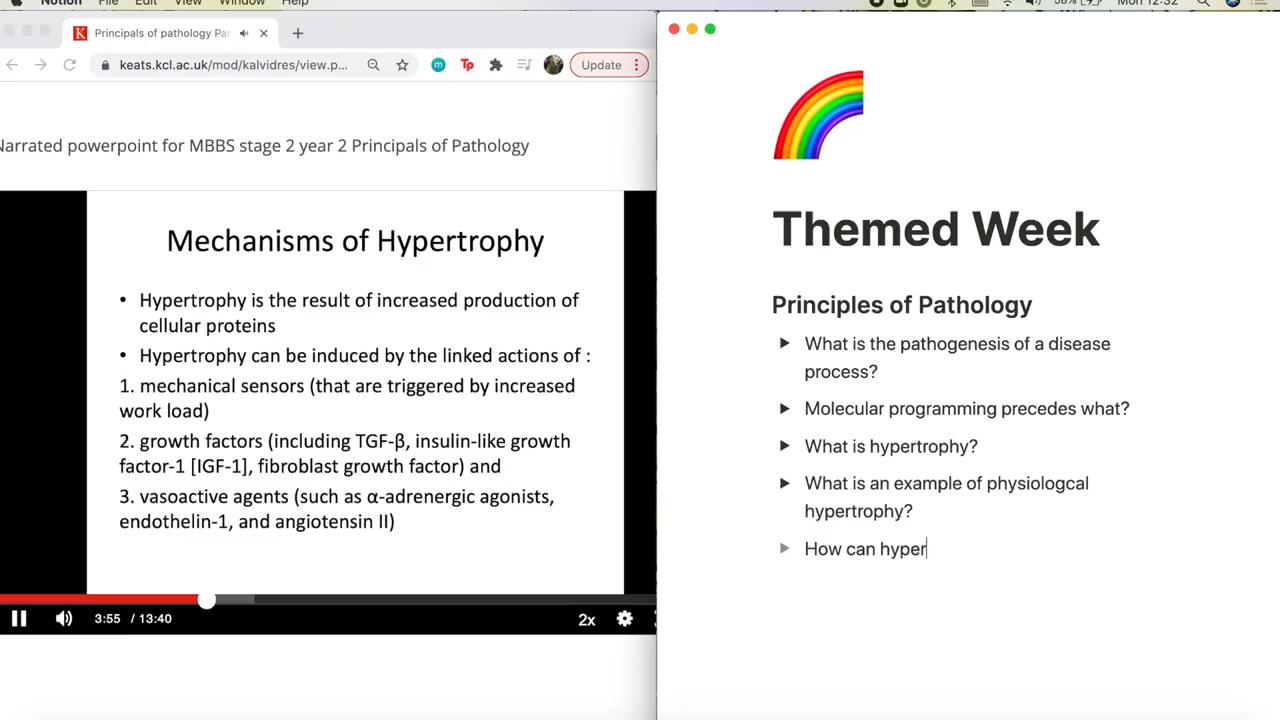 Notion File Edit View Window Help
58% Mon 12:32
Principals of pathology Par
keats.kcl.ac.uk/mod/kalvidres/view.p...
m Tp Update
Narrated powerpoint for MBBS stage 2 year 2 Principals of Pathology
Mechanisms of Hypertrophy
• Hypertrophy is the result of increased production of
cellular proteins
• Hypertrophy can be induced by the linked actions of :
1. mechanical sensors (that are triggered by increased
work load)
2. growth factors (including TGF-β, insulin-like growth
factor-1 [IGF-1], fibroblast growth factor) and
3. vasoactive agents (such as α-adrenergic agonists,
endothelin-1, and angiotensin II)
3:55 / 13:40
2x
Themed Week
Principles of Pathology
What is the pathogenesis of a disease
process?
Molecular programming precedes what?
What is hypertrophy?
What is an example of physiologcal
hypertrophy?
How can hyper